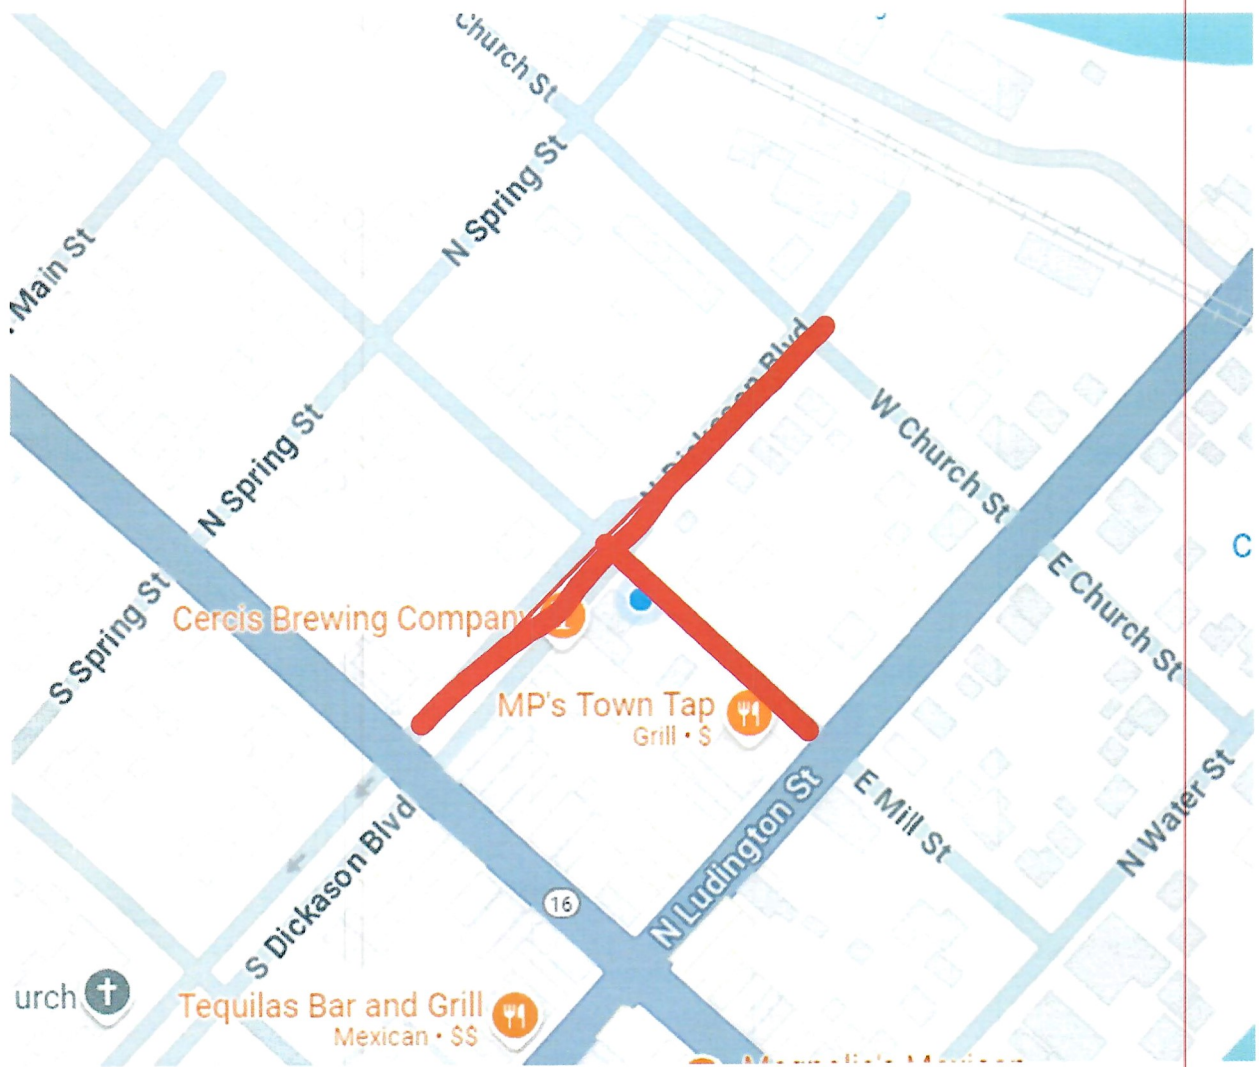 Church St
N Spring St
Main St
N Spring St
S Spring St
N Dickason Blvd
W Church St
E Church St
C
Cercis Brewing Company
MP's Town Tap
Grill • $
N Ludington St
E Mill St
N Water St
16
S Dickason Blvd
urch
Tequilas Bar and Grill
Mexican • $$